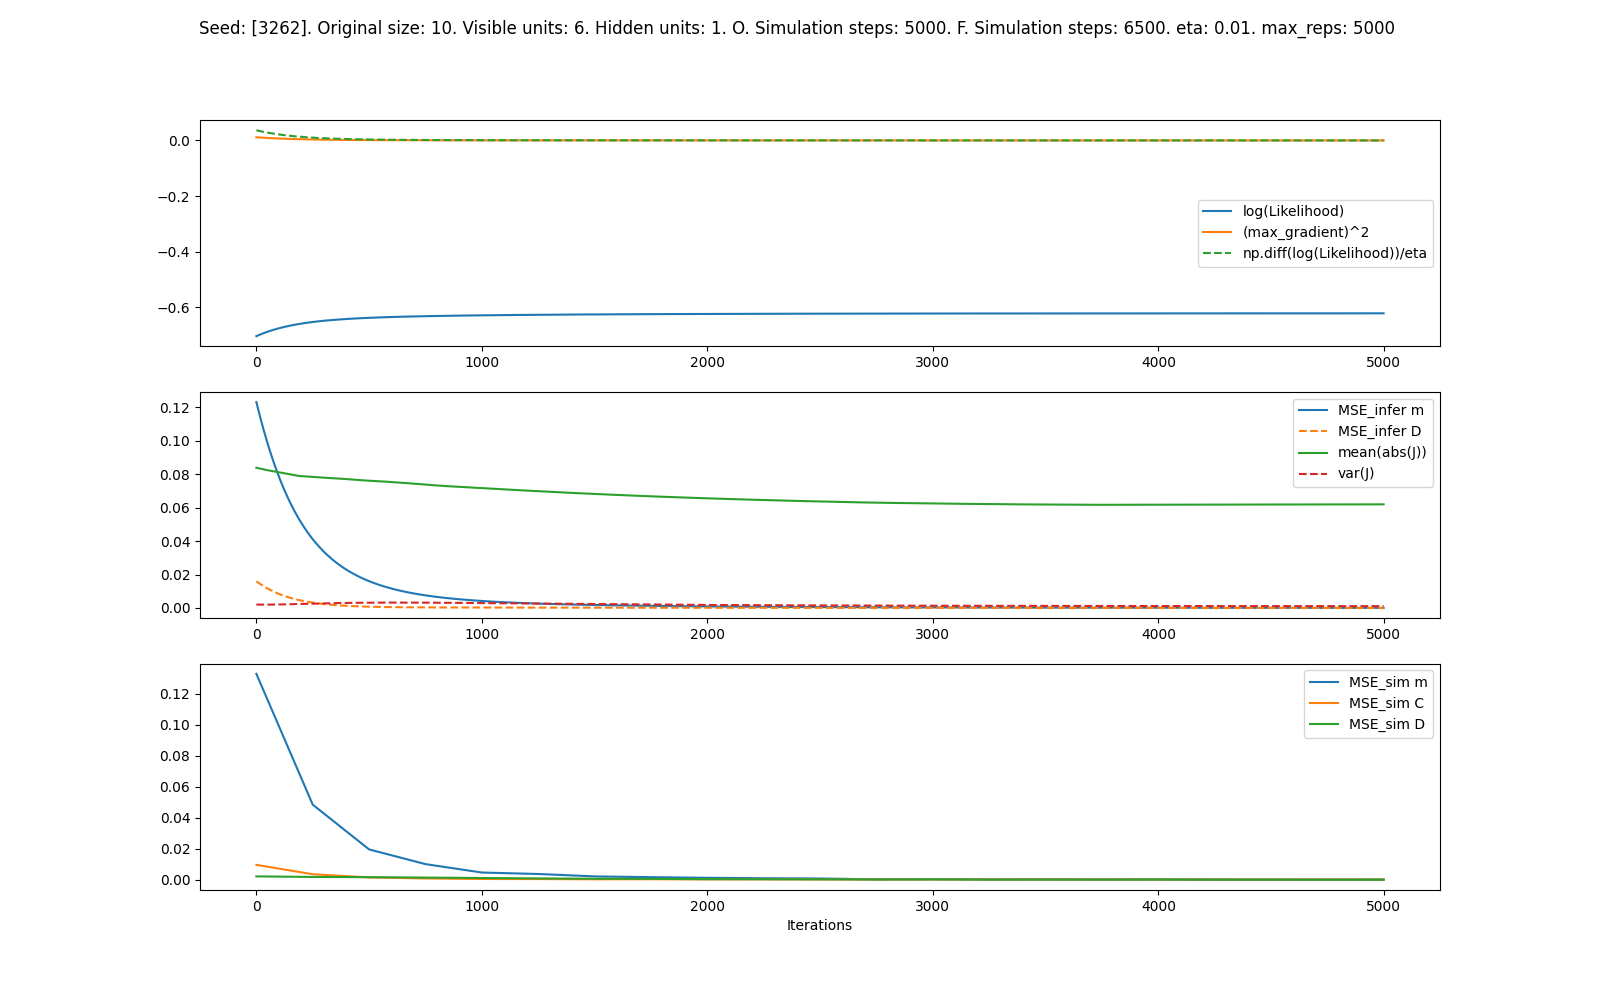 Seed: [3262]. Original size: 10. Visible units: 6. Hidden units: 1. O. Simulation steps: 5000. F. Simulation steps: 6500. eta: 0.01. max_reps: 5000
0.0
−0.2
−0.4
−0.6
log(Likelihood)
(max_gradient)^2
np.diff(log(Likelihood))/eta
0 1000 2000 3000 4000 5000
0.12
0.10
0.08
0.06
0.04
0.02
0.00
MSE_infer m
MSE_infer D
mean(abs(J))
var(J)
0 1000 2000 3000 4000 5000
0.12
0.10
0.08
0.06
0.04
0.02
0.00
MSE_sim m
MSE_sim C
MSE_sim D
0 1000 2000 3000 4000 5000
Iterations